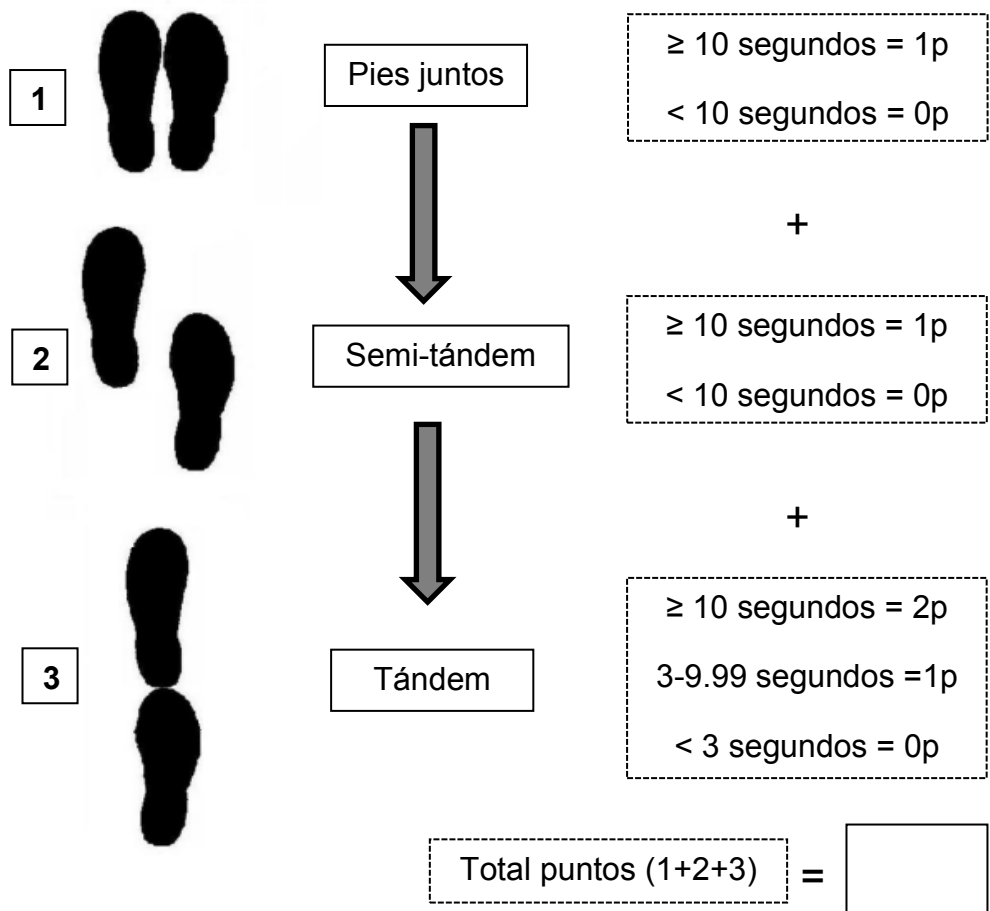 1
Pies juntos
≥ 10 segundos = 1p
< 10 segundos = 0p
+
2
Semi-tándem
≥ 10 segundos = 1p
< 10 segundos = 0p
+
3
Tándem
≥ 10 segundos = 2p
3-9.99 segundos =1p
< 3 segundos = 0p
Total puntos (1+2+3) =